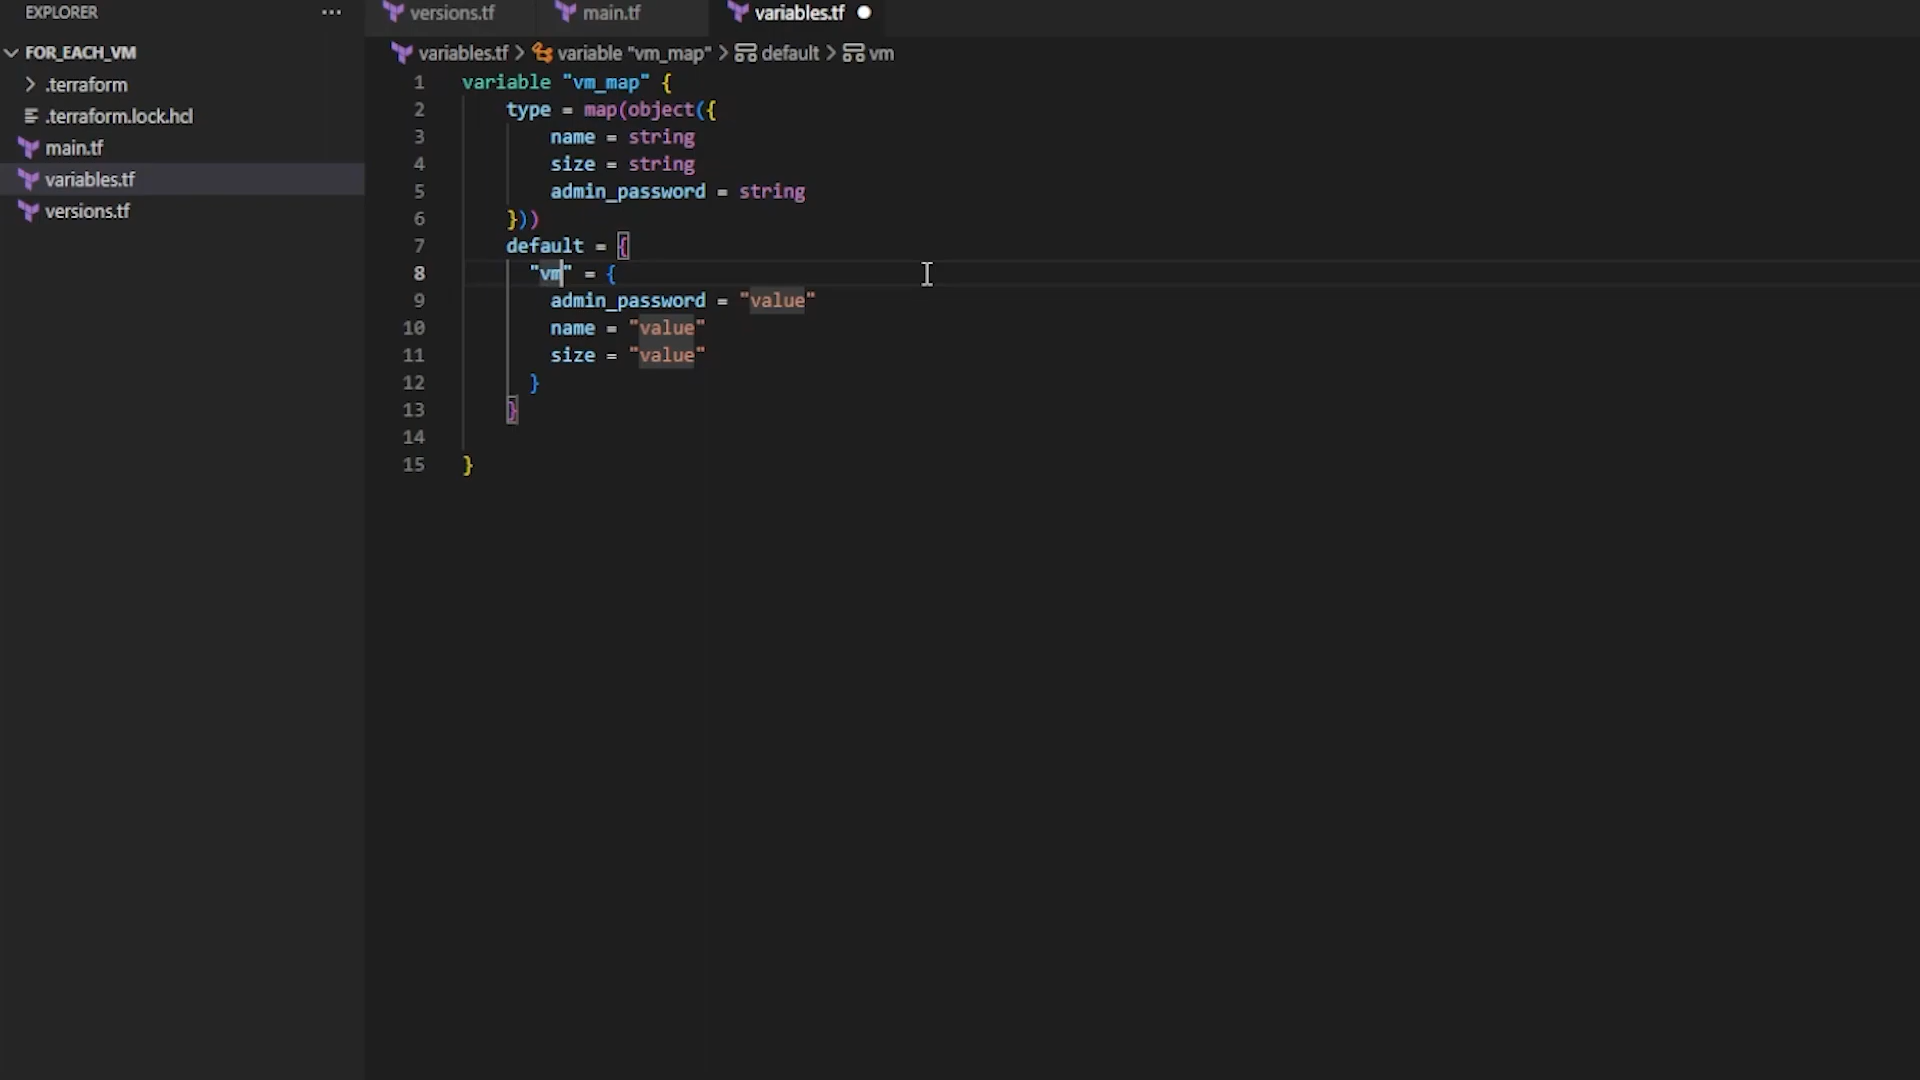 EXPLORER ...
FOR_EACH_VM
.terraform
.terraform.lock.hcl
main.tf
variables.tf
versions.tf
versions.tf main.tf variables.tf
variables.tf > variable "vm_map" > default > vm
1 variable "vm_map" {
2 type = map(object({
3 name = string
4 size = string
5 admin_password = string
6 }))
7 default = {
8 "vm" = {
9 admin_password = "value"
10 name = "value"
11 size = "value"
12 }
13 }
14
15 }